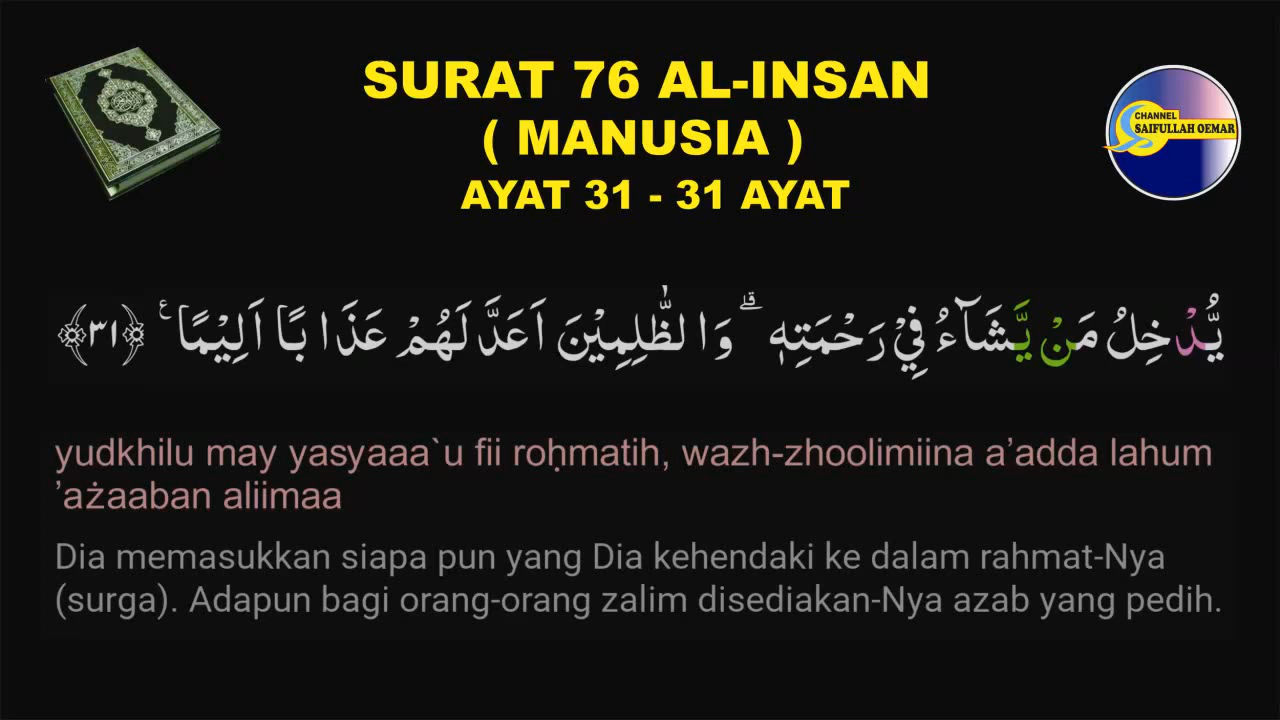 SURAT 76 AL-INSAN
( MANUSIA )
AYAT 31 - 31 AYAT
CHANNEL
SAIFULLAH OEMAR
يُّدْخِلُ مَنْ يَّشَاۤءُ فِيْ رَحْمَتِهٖۗ وَالظّٰلِمِيْنَ اَعَدَّ لَهُمْ عَذَابًا اَلِيْمًا ࣖ ﴿٣١﴾
yudkhilu may yasyaaa`u fii roḥmatih, wazh-zhoolimiina a’adda lahum
’ażaaban aliimaa
Dia memasukkan siapa pun yang Dia kehendaki ke dalam rahmat-Nya
(surga). Adapun bagi orang-orang zalim disediakan-Nya azab yang pedih.